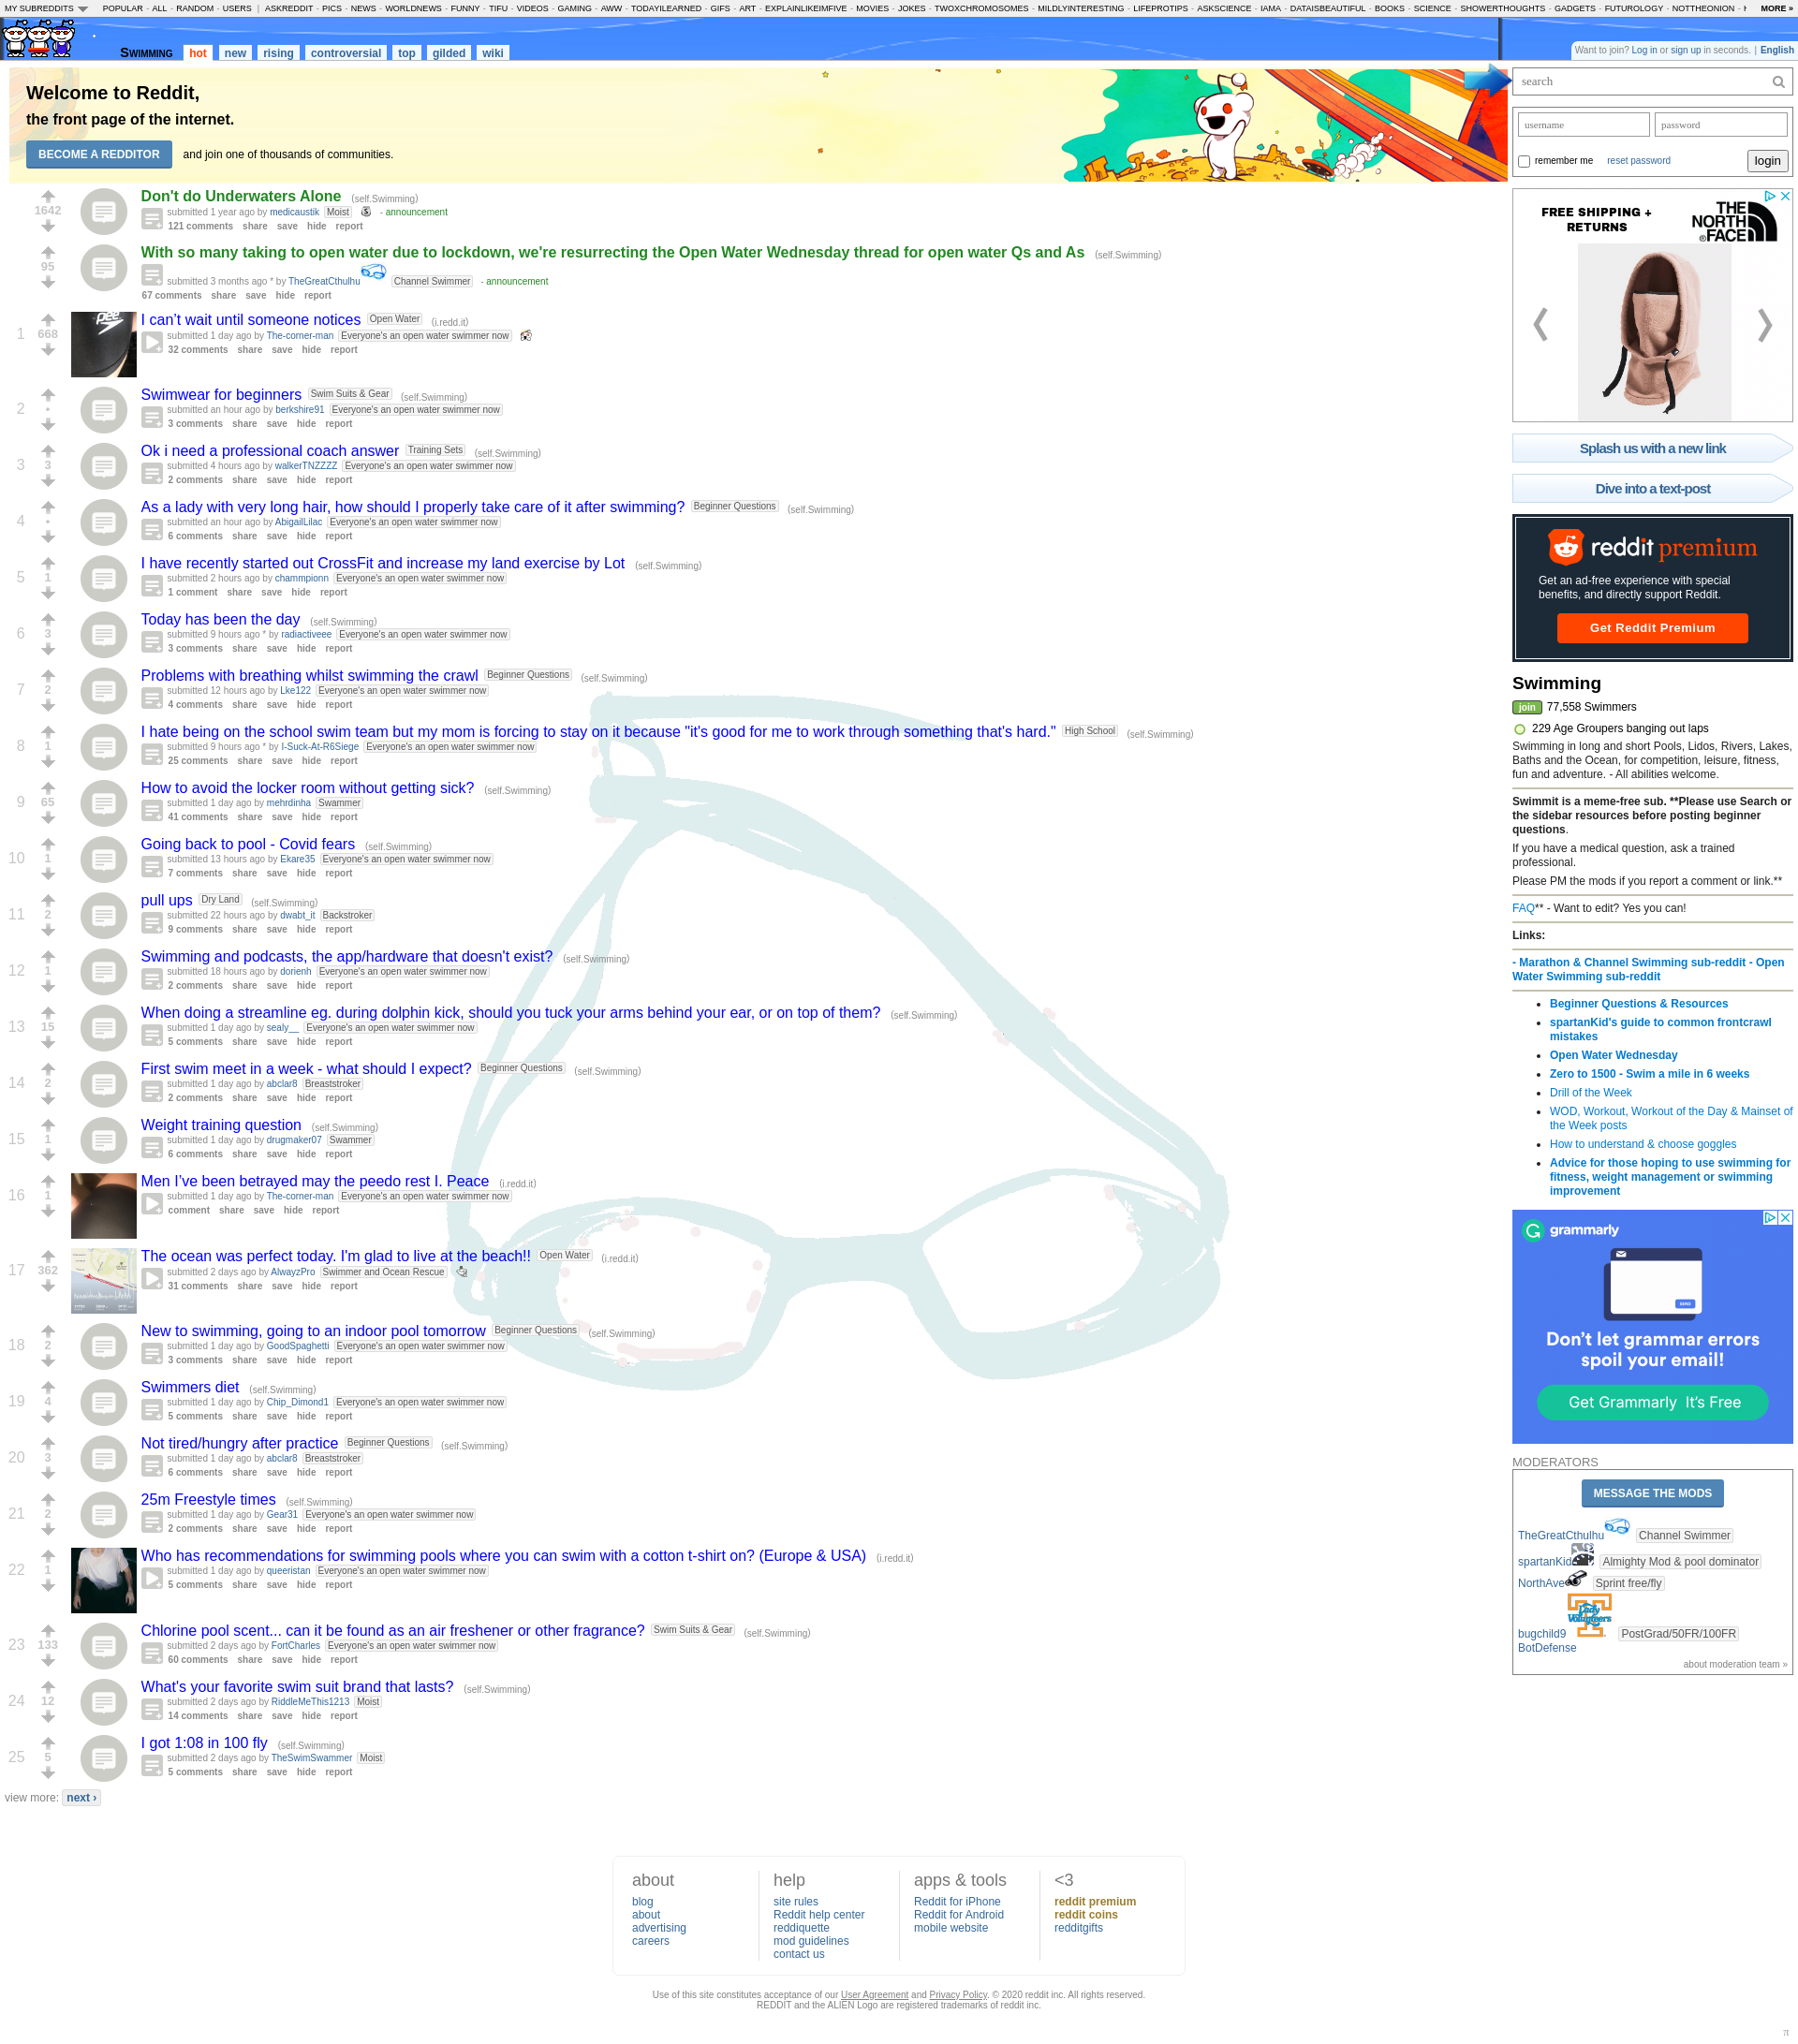 MY SUBREDDITS POPULAR - ALL - RANDOM - USERS | ASKREDDIT - PICS - NEWS - WORLDNEWS - FUNNY - TIFU - VIDEOS - GAMING - AWW - TODAYILEARNED - GIFS - ART - EXPLAINLIKEIMFIVE - MOVIES - JOKES - TWOXCHROMOSOMES - MILDLYINTERESTING - LIFEPROTIPS - ASKSCIENCE - IAMA - DATAISBEAUTIFUL - BOOKS - SCIENCE - SHOWERTHOUGHTS - GADGETS - FUTUROLOGY - NOTTHEONION - MORE »
SWIMMING hot new rising controversial top gilded wiki
Want to join? Log in or sign up in seconds. | English
Welcome to Reddit,
the front page of the internet.
BECOME A REDDITOR and join one of thousands of communities.
1642
Don't do Underwaters Alone (self.Swimming)
submitted 1 year ago by medicaustik Moist - announcement
121 comments share save hide report
95
With so many taking to open water due to lockdown, we're resurrecting the Open Water Wednesday thread for open water Qs and As (self.Swimming)
submitted 3 months ago * by TheGreatCthulhu Channel Swimmer - announcement
67 comments share save hide report
1 668
I can't wait until someone notices Open Water (i.redd.it)
submitted 1 day ago by The-corner-man Everyone's an open water swimmer now
32 comments share save hide report
2 •
Swimwear for beginners Swim Suits & Gear (self.Swimming)
submitted an hour ago by berkshire91 Everyone's an open water swimmer now
3 comments share save hide report
3 3
Ok i need a professional coach answer Training Sets (self.Swimming)
submitted 4 hours ago by walkerTNZZZZ Everyone's an open water swimmer now
2 comments share save hide report
4 •
As a lady with very long hair, how should I properly take care of it after swimming? Beginner Questions (self.Swimming)
submitted an hour ago by AbigailLilac Everyone's an open water swimmer now
6 comments share save hide report
5 1
I have recently started out CrossFit and increase my land exercise by Lot (self.Swimming)
submitted 2 hours ago by chammpionn Everyone's an open water swimmer now
1 comment share save hide report
6 3
Today has been the day (self.Swimming)
submitted 9 hours ago * by radiactiveee Everyone's an open water swimmer now
3 comments share save hide report
7 2
Problems with breathing whilst swimming the crawl Beginner Questions (self.Swimming)
submitted 12 hours ago by Lke122 Everyone's an open water swimmer now
4 comments share save hide report
8 1
I hate being on the school swim team but my mom is forcing to stay on it because "it's good for me to work through something that's hard." High School (self.Swimming)
submitted 9 hours ago * by I-Suck-At-R6Siege Everyone's an open water swimmer now
25 comments share save hide report
9 65
How to avoid the locker room without getting sick? (self.Swimming)
submitted 1 day ago by mehrdinha Swammer
41 comments share save hide report
10 1
Going back to pool - Covid fears (self.Swimming)
submitted 13 hours ago by Ekare35 Everyone's an open water swimmer now
7 comments share save hide report
11 2
pull ups Dry Land (self.Swimming)
submitted 22 hours ago by dwabt_it Backstroker
9 comments share save hide report
12 1
Swimming and podcasts, the app/hardware that doesn't exist? (self.Swimming)
submitted 18 hours ago by dorienh Everyone's an open water swimmer now
2 comments share save hide report
13 15
When doing a streamline eg. during dolphin kick, should you tuck your arms behind your ear, or on top of them? (self.Swimming)
submitted 1 day ago by sealy__ Everyone's an open water swimmer now
5 comments share save hide report
14 2
First swim meet in a week - what should I expect? Beginner Questions (self.Swimming)
submitted 1 day ago by abclar8 Breaststroker
2 comments share save hide report
15 1
Weight training question (self.Swimming)
submitted 1 day ago by drugmaker07 Swammer
6 comments share save hide report
16 1
Men I've been betrayed may the peedo rest I. Peace (i.redd.it)
submitted 1 day ago by The-corner-man Everyone's an open water swimmer now
comment share save hide report
17 362
The ocean was perfect today. I'm glad to live at the beach!! Open Water (i.redd.it)
submitted 2 days ago by AlwayzPro Swimmer and Ocean Rescue
31 comments share save hide report
18 2
New to swimming, going to an indoor pool tomorrow Beginner Questions (self.Swimming)
submitted 1 day ago by GoodSpaghetti Everyone's an open water swimmer now
3 comments share save hide report
19 4
Swimmers diet (self.Swimming)
submitted 1 day ago by Chip_Dimond1 Everyone's an open water swimmer now
5 comments share save hide report
20 3
Not tired/hungry after practice Beginner Questions (self.Swimming)
submitted 1 day ago by abclar8 Breaststroker
6 comments share save hide report
21 2
25m Freestyle times (self.Swimming)
submitted 1 day ago by Gear31 Everyone's an open water swimmer now
2 comments share save hide report
22 1
Who has recommendations for swimming pools where you can swim with a cotton t-shirt on? (Europe & USA) (i.redd.it)
submitted 1 day ago by queeristan Everyone's an open water swimmer now
5 comments share save hide report
23 133
Chlorine pool scent... can it be found as an air freshener or other fragrance? Swim Suits & Gear (self.Swimming)
submitted 2 days ago by FortCharles Everyone's an open water swimmer now
60 comments share save hide report
24 12
What's your favorite swim suit brand that lasts? (self.Swimming)
submitted 2 days ago by RiddleMeThis1213 Moist
14 comments share save hide report
25 5
I got 1:08 in 100 fly (self.Swimming)
submitted 2 days ago by TheSwimSwammer Moist
5 comments share save hide report
view more: next ›
search
username password
remember me reset password login
FREE SHIPPING + RETURNS
THE NORTH FACE
Splash us with a new link
Dive into a text-post
reddit premium
Get an ad-free experience with special
benefits, and directly support Reddit.
Get Reddit Premium
Swimming
join 77,558 Swimmers
229 Age Groupers banging out laps
Swimming in long and short Pools, Lidos, Rivers, Lakes,
Baths and the Ocean, for competition, leisure, fitness,
fun and adventure. - All abilities welcome.
Swimmit is a meme-free sub. **Please use Search or
the sidebar resources before posting beginner
questions.
If you have a medical question, ask a trained
professional.
Please PM the mods if you report a comment or link.**
FAQ** - Want to edit? Yes you can!
Links:
- Marathon & Channel Swimming sub-reddit - Open
Water Swimming sub-reddit
Beginner Questions & Resources
spartanKid's guide to common frontcrawl
mistakes
Open Water Wednesday
Zero to 1500 - Swim a mile in 6 weeks
Drill of the Week
WOD, Workout, Workout of the Day & Mainset of
the Week posts
How to understand & choose goggles
Advice for those hoping to use swimming for
fitness, weight management or swimming
improvement
grammarly
Don't let grammar errors
spoil your email!
Get Grammarly It's Free
MODERATORS
MESSAGE THE MODS
TheGreatCthulhu Channel Swimmer
spartanKid Almighty Mod & pool dominator
NorthAve Sprint free/fly
Lady Volunteers
bugchild9 PostGrad/50FR/100FR
BotDefense
about moderation team »
about
blog
about
advertising
careers
help
site rules
Reddit help center
reddiquette
mod guidelines
contact us
apps & tools
Reddit for iPhone
Reddit for Android
mobile website
<3
reddit premium
reddit coins
redditgifts
Use of this site constitutes acceptance of our User Agreement and Privacy Policy. © 2020 reddit inc. All rights reserved.
REDDIT and the ALIEN Logo are registered trademarks of reddit inc.
π